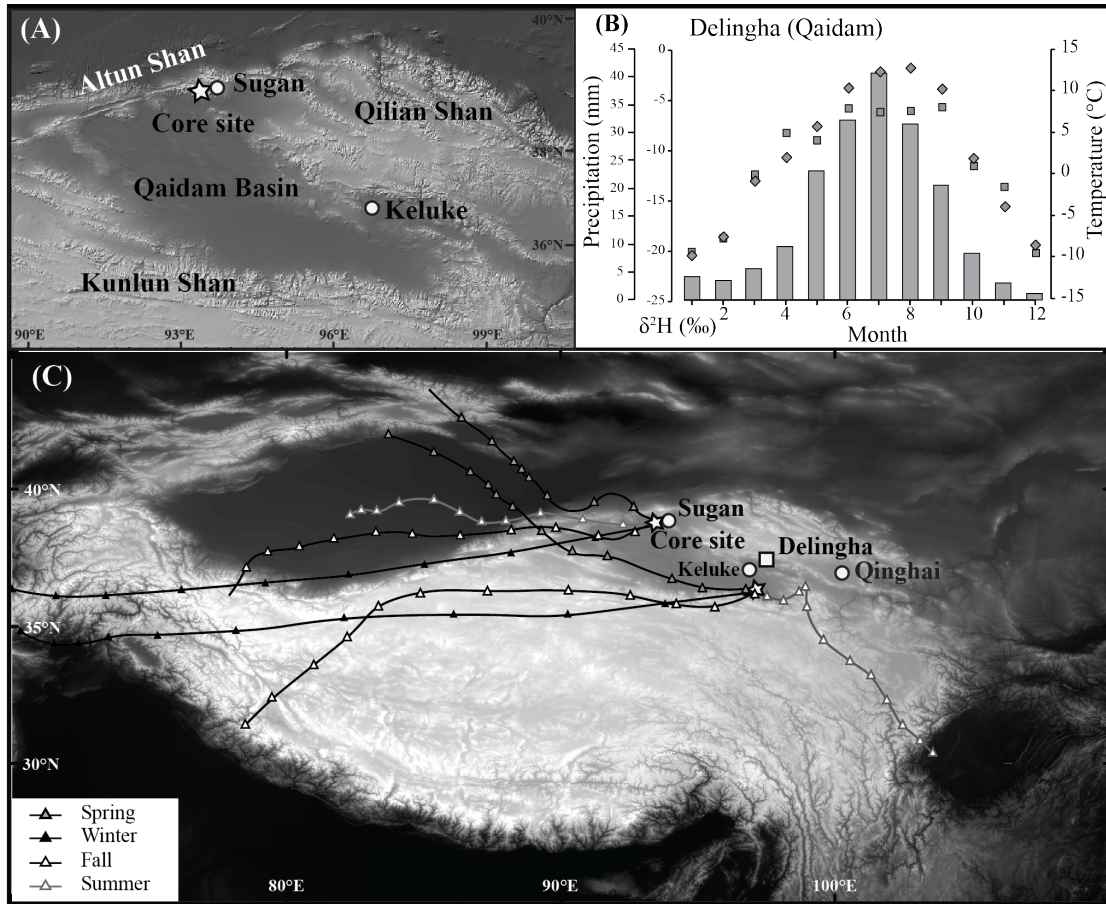 (A)
40°N
Altun Shan
Sugan
Core site
Qilian Shan
38°N
Qaidam Basin
Keluke
36°N
Kunlun Shan
90°E
93°E
96°E
99°E
(B)
Delingha (Qaidam)
Precipitation (mm)
45
40
35
30
25
20
15
10
5
0
0
-5
-10
-15
-20
-25
δ²H (‰)
2
4
6
8
10
12
Month
15
10
5
0
-5
-10
-15
Temperature (°C)
(C)
40°N
Sugan
Core site
Delingha
Keluke
Qinghai
35°N
30°N
Spring
Winter
Fall
Summer
80°E
90°E
100°E